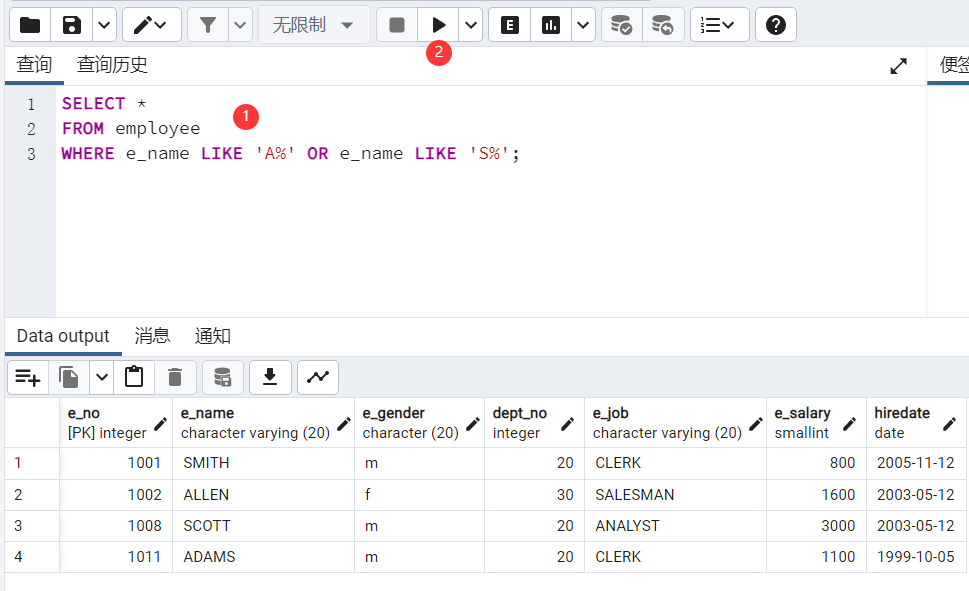 无限制
2
查询 查询历史 便签
1 SELECT * 1
2 FROM employee
3 WHERE e_name LIKE 'A%' OR e_name LIKE 'S%';
Data output 消息 通知
e_no e_name e_gender dept_no e_job e_salary hiredate
[PK] integer character varying (20) character (20) integer character varying (20) smallint date
1 1001 SMITH m 20 CLERK 800 2005-11-12
2 1002 ALLEN f 30 SALESMAN 1600 2003-05-12
3 1008 SCOTT m 20 ANALYST 3000 2003-05-12
4 1011 ADAMS m 20 CLERK 1100 1999-10-05